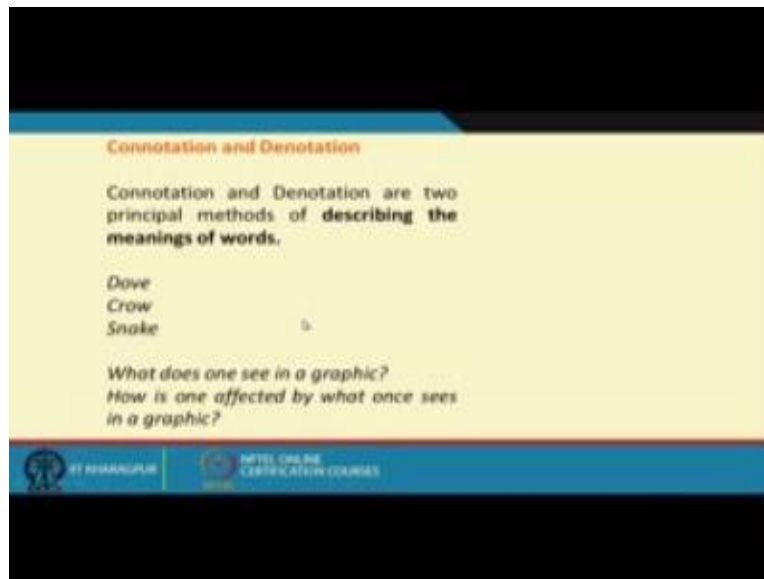 Connotation and Denotation
Connotation and Denotation are two
principal methods of describing the
meanings of words.
Dove
Crow
Snake
What does one see in a graphic?
How is one affected by what once sees
in a graphic?
IIT KHARAGPUR
NPTEL ONLINE
CERTIFICATION COURSES